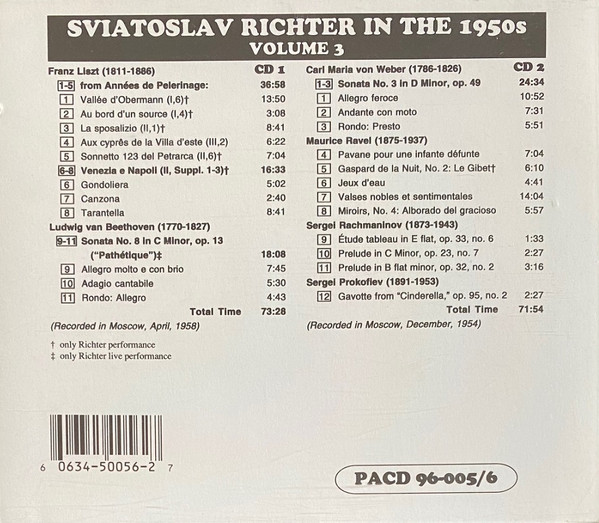 SVIATOSLAV RICHTER IN THE 1950s
VOLUME 3
Franz Liszt (1811-1886) CD 1
1-5 from Années de Pelerinage: 36:58
1 Vallée d'Obermann (I,6)† 13:50
2 Au bord d'un source (I,4)† 3:08
3 La sposalizio (II,1)† 8:41
4 Aux cyprês de la Villa d'este (III,2) 6:22
5 Sonnetto 123 del Petrarca (II,6)† 7:04
6-8 Venezia e Napoli (II, Suppl. 1-3)† 16:33
6 Gondoliera 5:02
7 Canzona 2:40
8 Tarantella 8:41
Ludwig van Beethoven (1770-1827)
9-11 Sonata No. 8 in C Minor, op. 13
("Pathétique")‡ 18:08
9 Allegro molto e con brio 7:45
10 Adagio cantabile 5:30
11 Rondo: Allegro 4:43
Total Time 73:28
(Recorded in Moscow, April, 1958)
† only Richter performance
‡ only Richter live performance
Carl Maria von Weber (1786-1826) CD 2
1-3 Sonata No. 3 in D Minor, op. 49 24:34
1 Allegro feroce 10:52
2 Andante con moto 7:31
3 Rondo: Presto 5:51
Maurice Ravel (1875-1937)
4 Pavane pour une infante défunte 7:04
5 Gaspard de la Nuit, No. 2: Le Gibet† 6:10
6 Jeux d'eau 4:41
7 Valses nobles et sentimentales 14:04
8 Miroirs, No. 4: Alborado del gracioso 5:57
Sergei Rachmaninov (1873-1943)
9 Étude tableau in E flat, op. 33, no. 6 1:33
10 Prelude in C Minor, op. 23, no. 7 2:27
11 Prelude in B flat minor, op. 32, no. 2 3:16
Sergei Prokofiev (1891-1953)
12 Gavotte from "Cinderella," op. 95, no. 2 2:27
Total Time 71:54
(Recorded in Moscow, December, 1954)
6 0634-50056-2 7
PACD 96-005/6